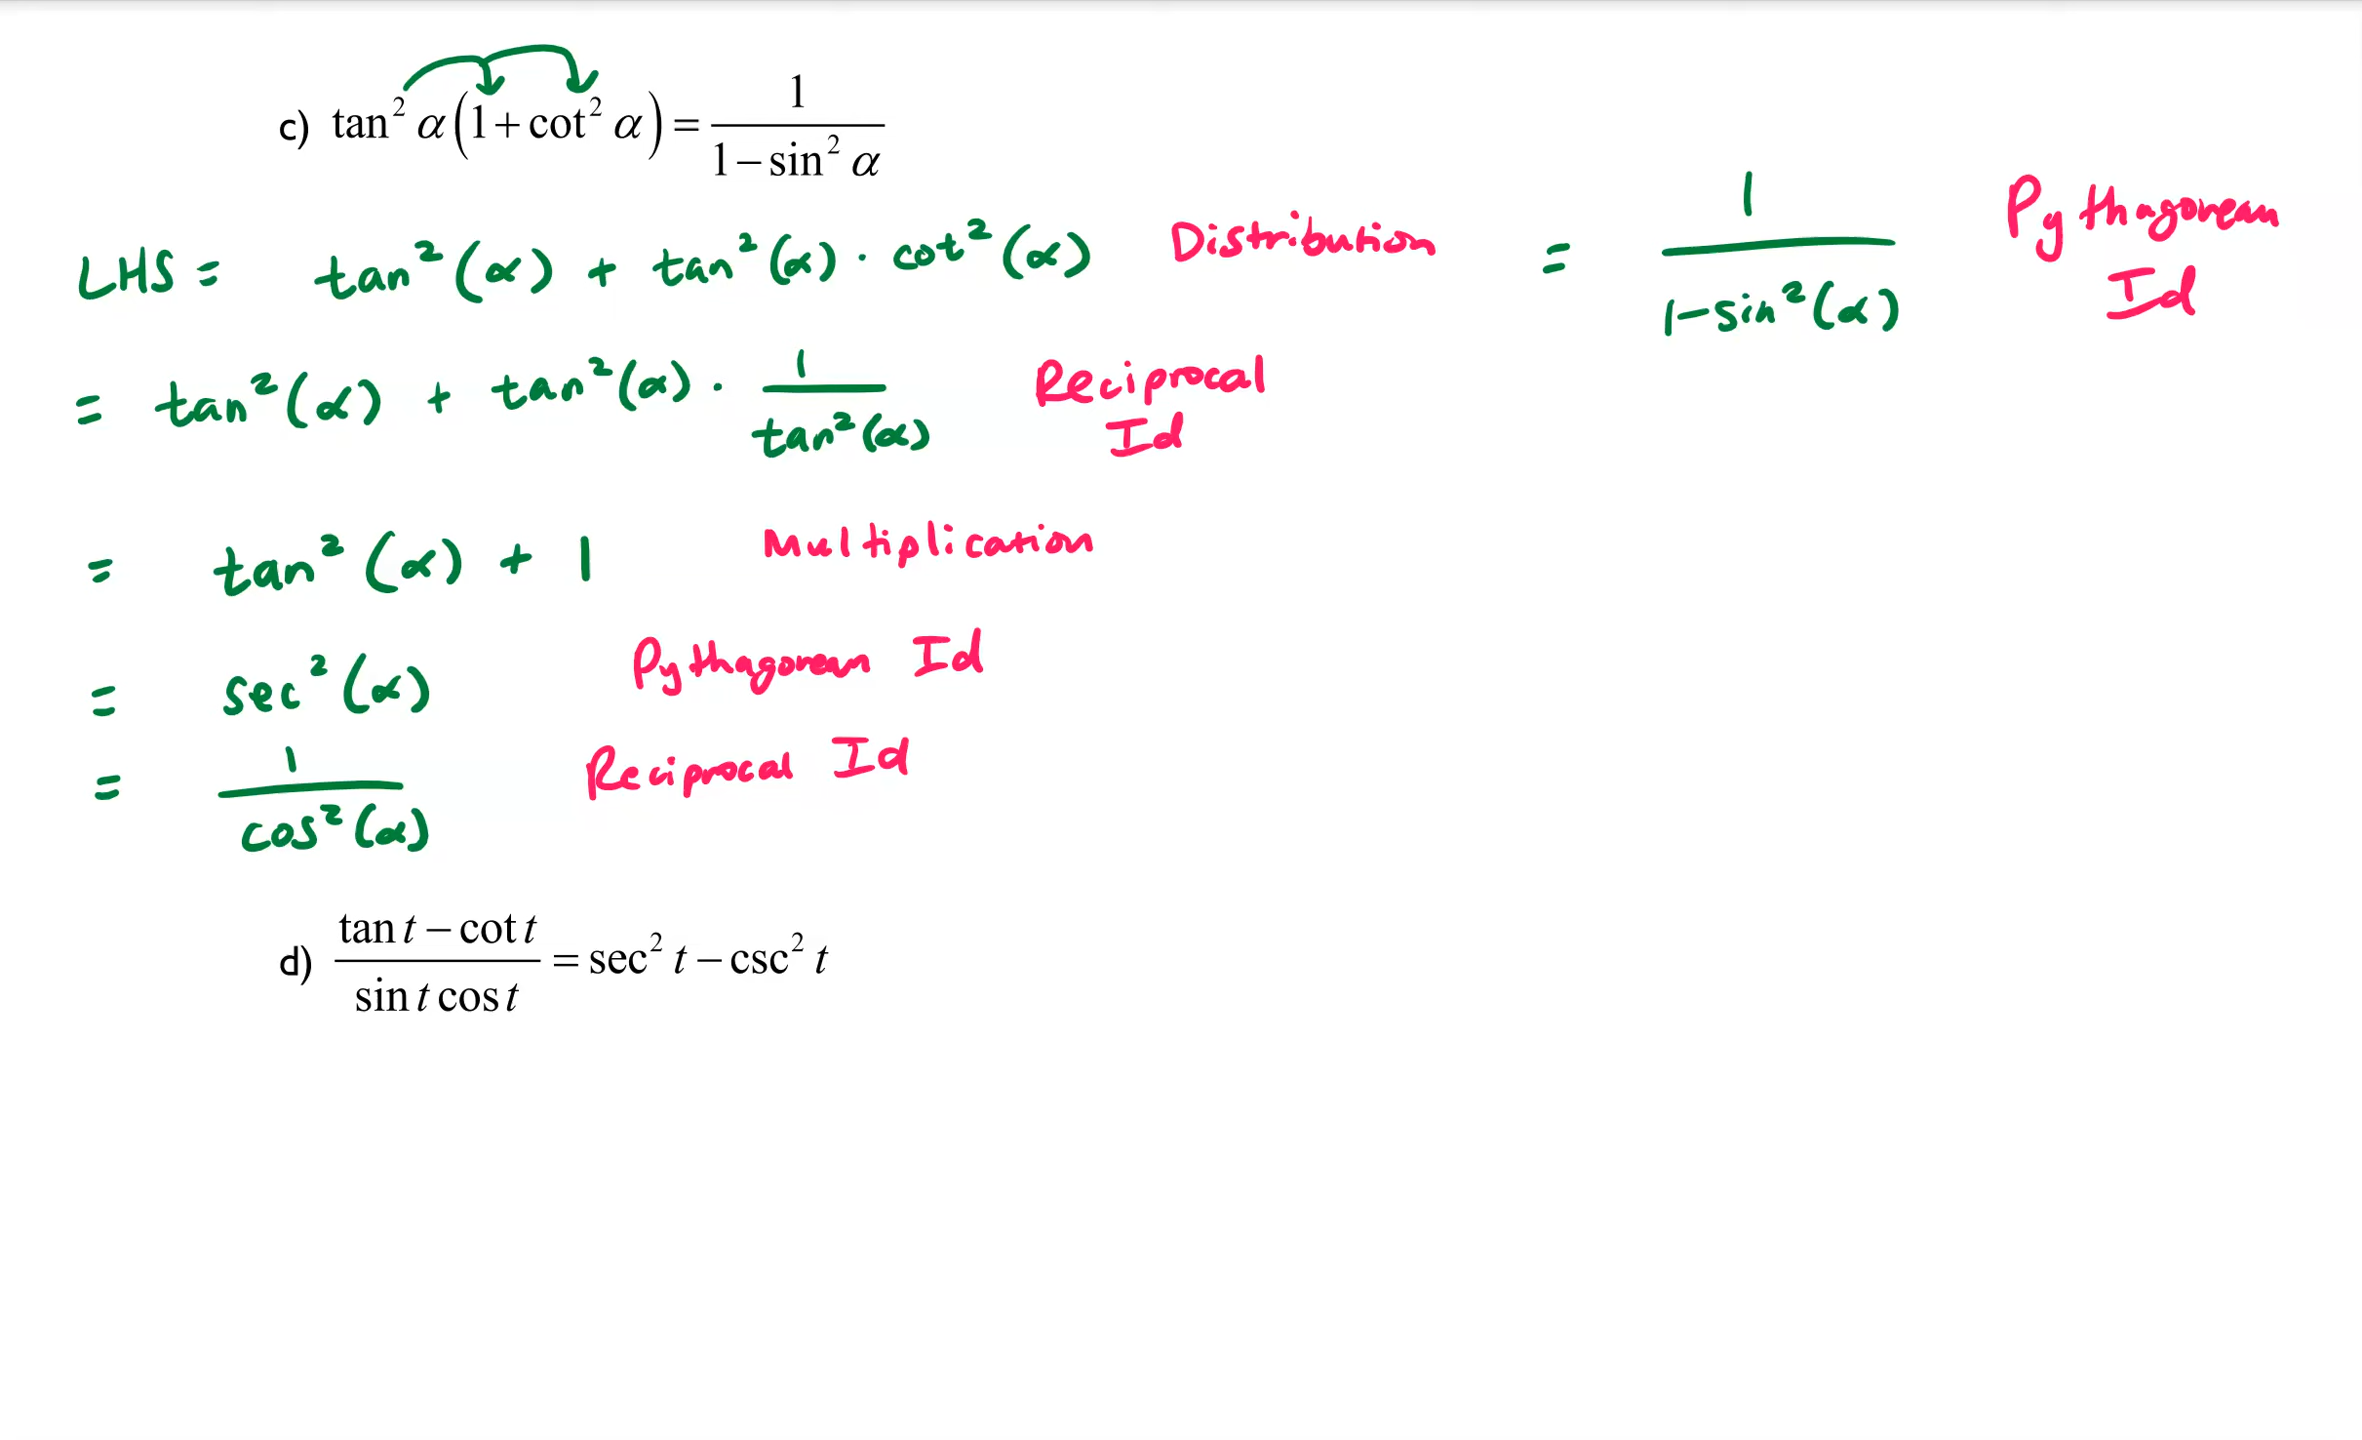 c) tan² α(1+cot² α) = 1/(1−sin² α)
LHS = tan²(α) + tan²(α) · cot²(α) Distribution
= tan²(α) + tan²(α) · 1/tan²(α) Reciprocal Id
= tan²(α) + 1 Multiplication
= sec²(α) Pythagorean Id
= 1/cos²(α) Reciprocal Id
= 1/(1−sin²(α)) Pythagorean Id
d) (tan t − cot t)/(sin t cos t) = sec² t − csc² t